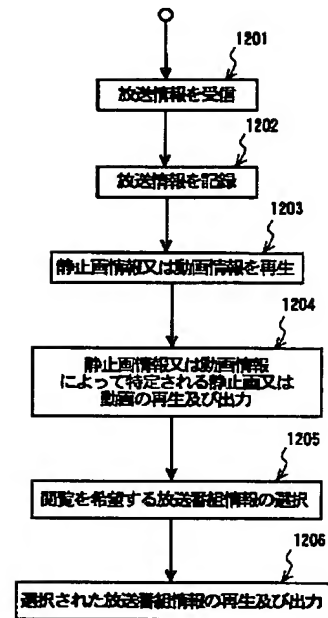 1201
放送情報を受信
1202
放送情報を記録
1203
静止画情報又は動画情報を再生
1204
静止画情報又は動画情報
によって特定される静止画又は
動画の再生及び出力
1205
閲覧を希望する放送番組情報の選択
1206
選択された放送番組情報の再生及び出力